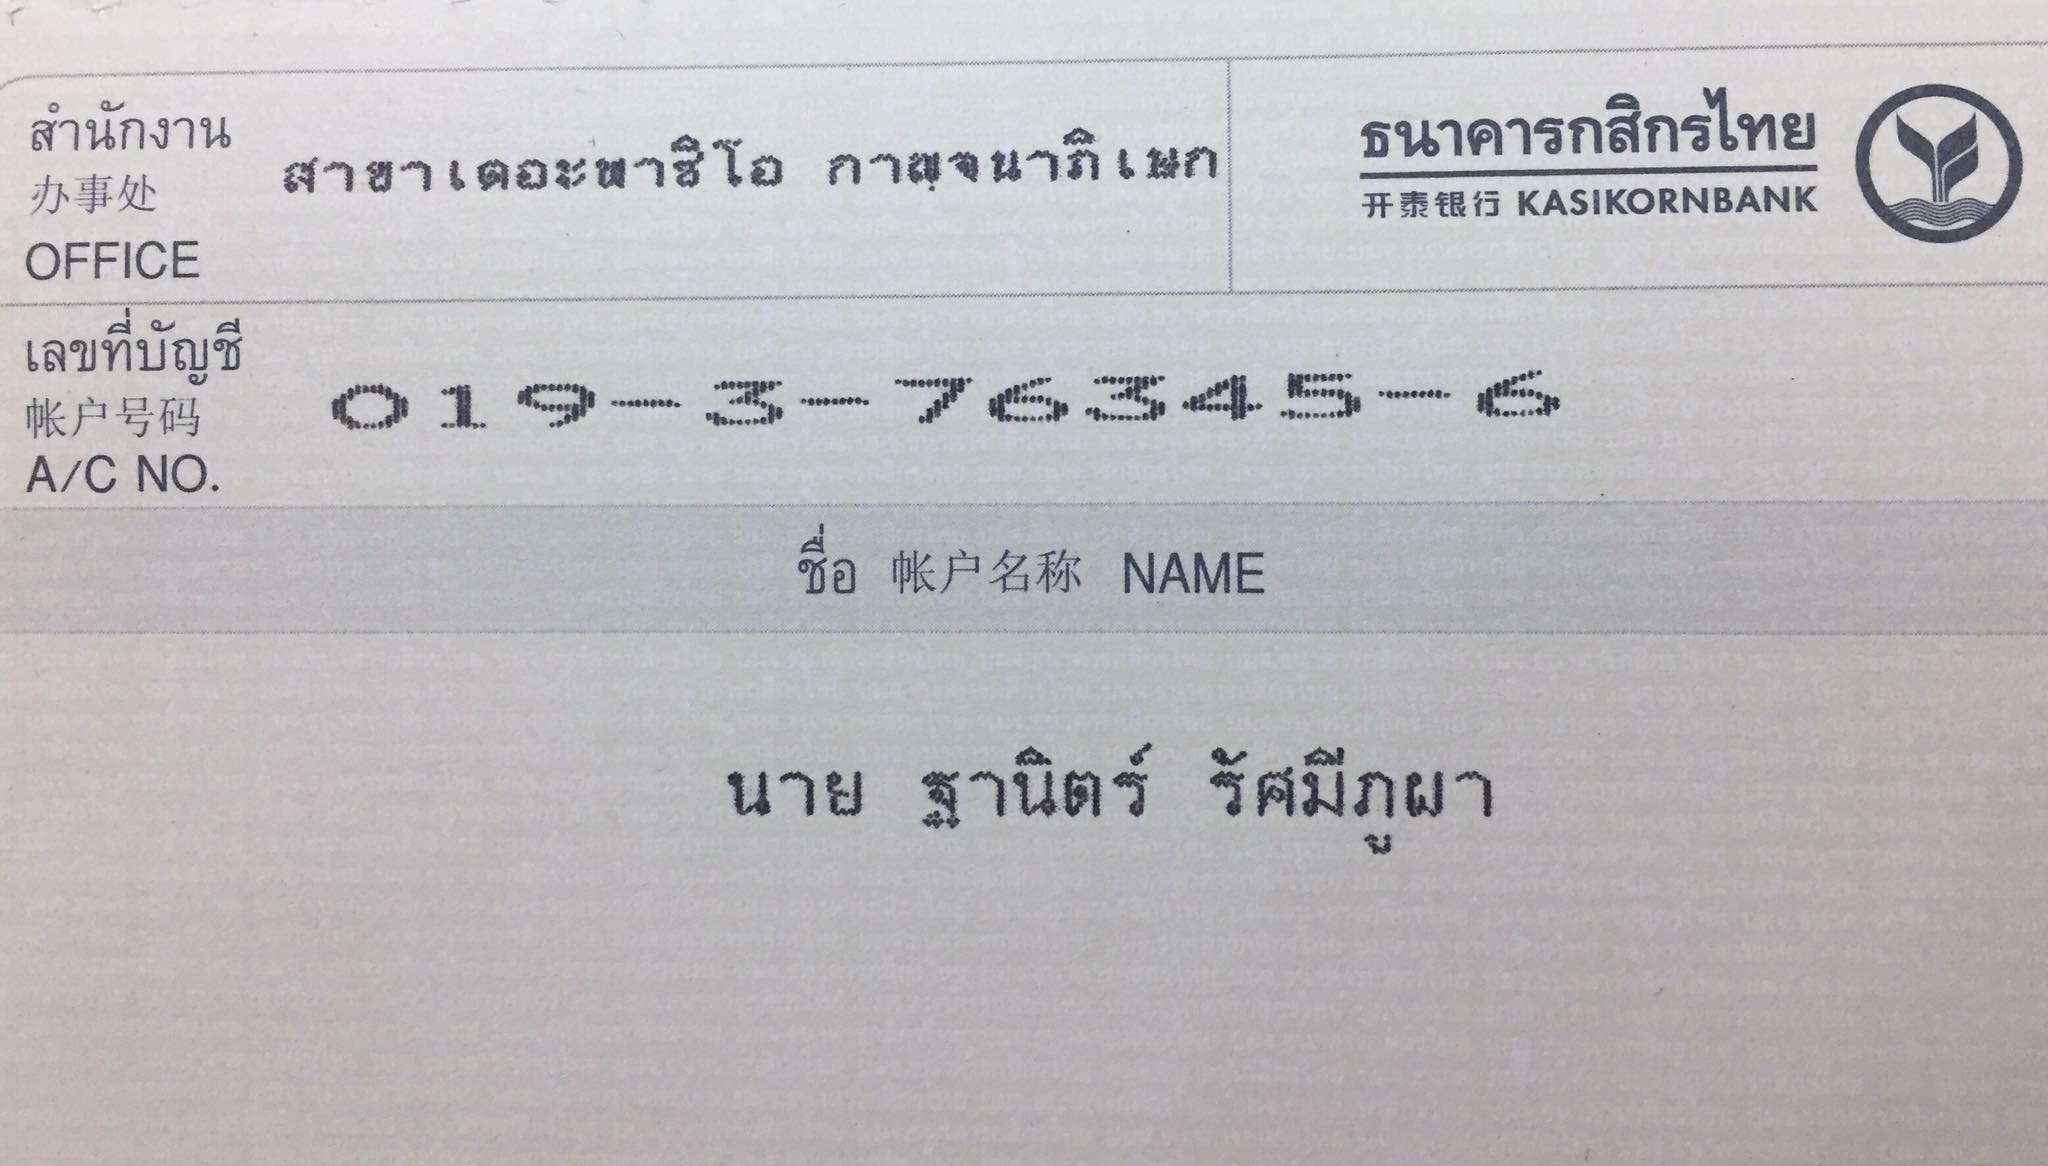 สำนักงาน
办事处
OFFICE
สาขาเดอะพาซิโอ กาญจนาภิเษก
ธนาคารกสิกรไทย
开泰银行 KASIKORNBANK
เลขที่บัญชี
帐户号码
A/C NO.
019-3-76345-6
ชื่อ 帐户名称 NAME
นาย ฐานิตร์ รัศมีภูผา